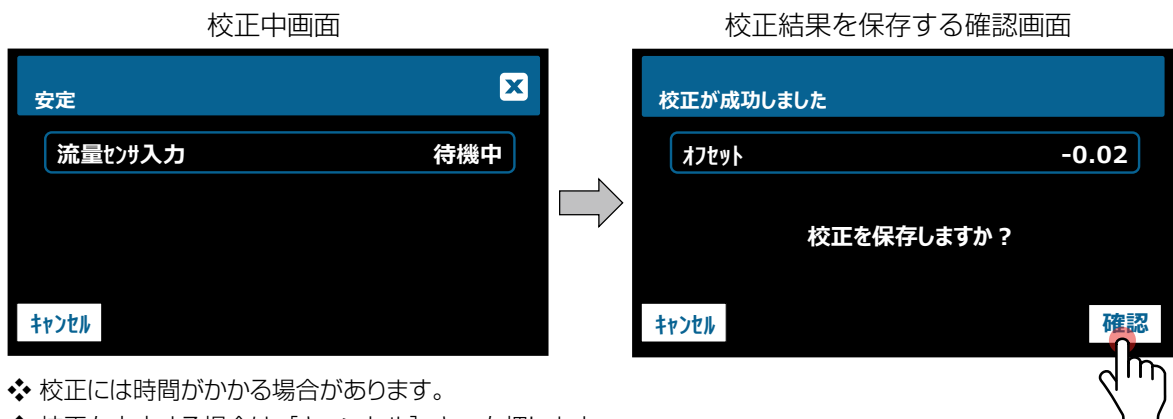 校正中画面
校正結果を保存する確認画面
安定
流量ｾﾝｻ入力 待機中
ｷｬﾝｾﾙ
校正が成功しました
ｵﾌｾｯﾄ -0.02
校正を保存しますか？
ｷｬﾝｾﾙ 確認
❖ 校正には時間がかかる場合があります。